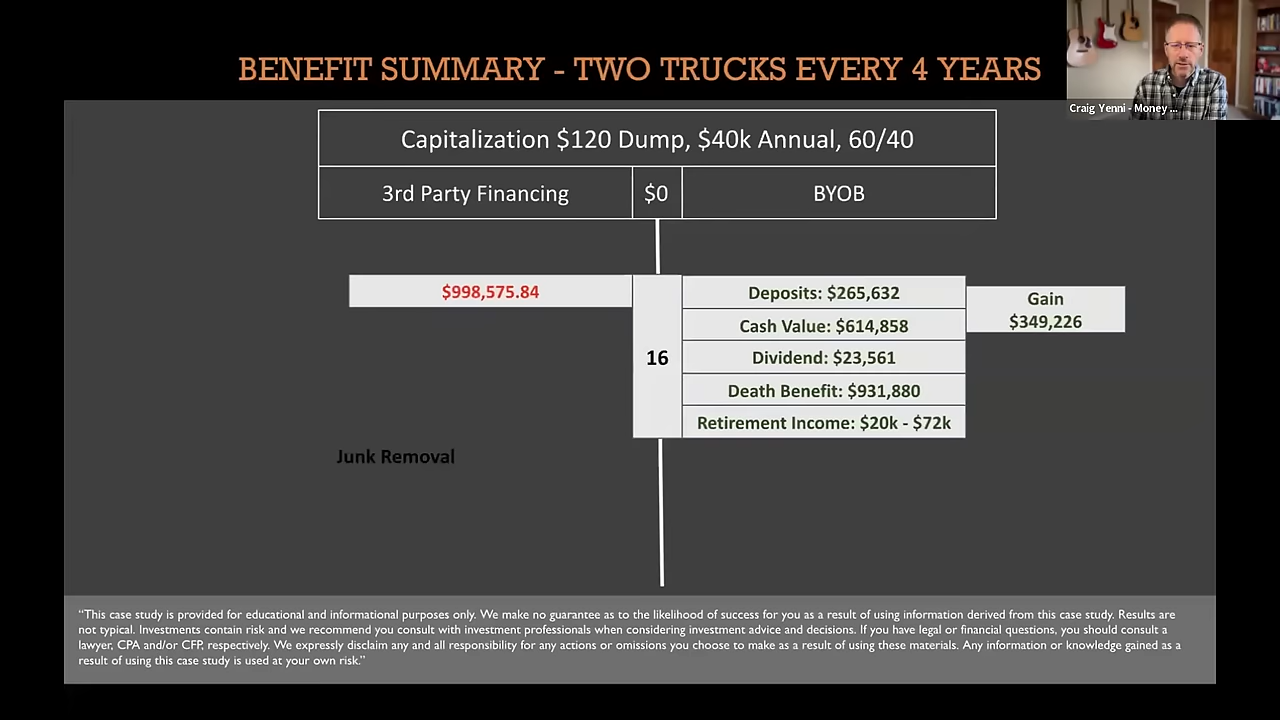 BENEFIT SUMMARY - TWO TRUCKS EVERY 4 YEARS
Craig Yenni - Money ...
Capitalization $120 Dump, $40k Annual, 60/40
3rd Party Financing
$0
BYOB
$998,575.84
16
Deposits: $265,632
Cash Value: $614,858
Dividend: $23,561
Death Benefit: $931,880
Retirement Income: $20k - $72k
Gain
$349,226
Junk Removal
“This case study is provided for educational and informational purposes only. We make no guarantee as to the likelihood of success for you as a result of using information derived from this case study. Results are
not typical. Investments contain risk and we recommend you consult with investment professionals when considering investment advice and decisions. If you have legal or financial questions, you should consult a
lawyer, CPA and/or CFP, respectively. We expressly disclaim any and all responsibility for any actions or omissions you choose to make as a result of using these materials. Any information or knowledge gained as a
result of using this case study is used at your own risk.”